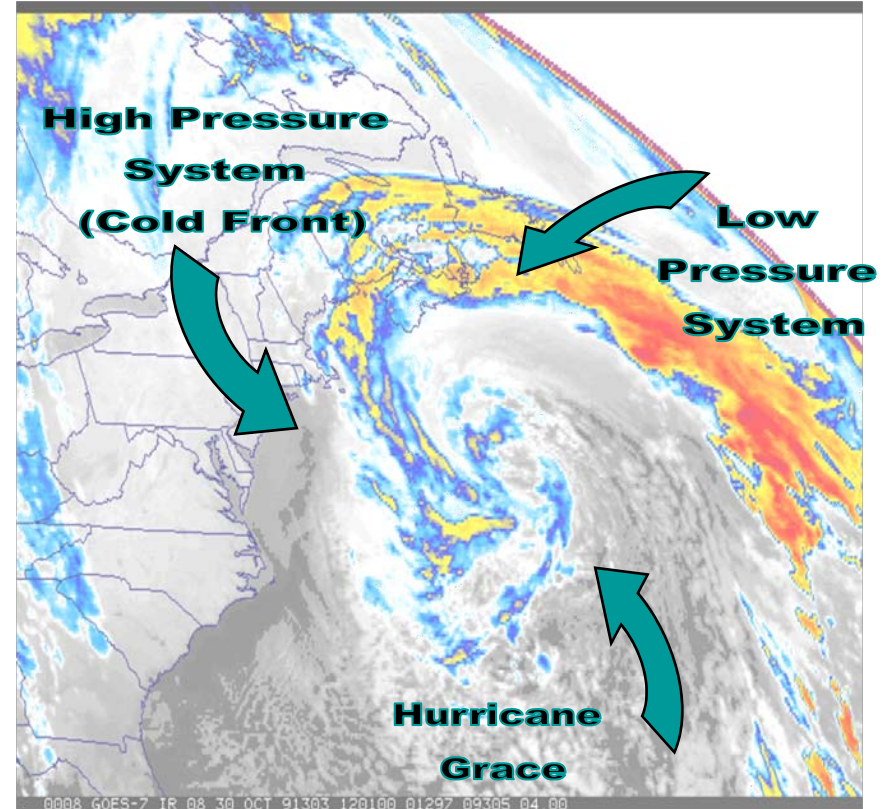 High Pressure
System
(Cold Front)
Low
Pressure
System
Hurricane
Grace
0008 GOES-7 IR 08 30 OCT 91303 120100 01297 09305 04 00